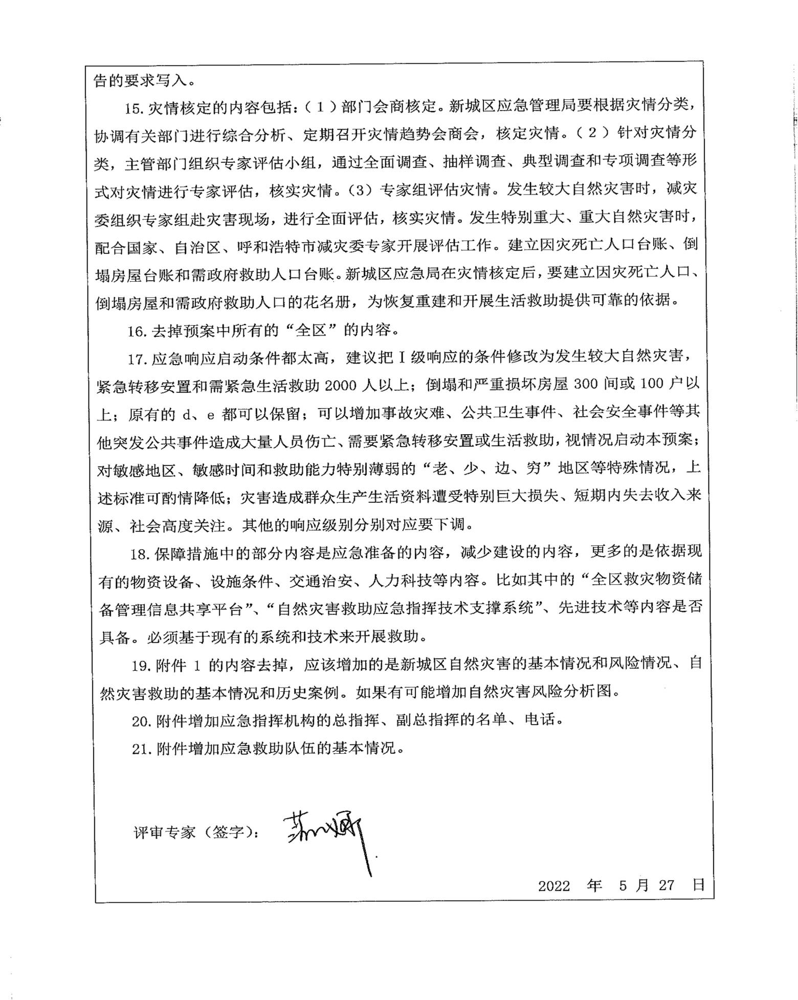 告的要求写入。
15.灾情核定的内容包括：（1）部门会商核定。新城区应急管理局要根据灾情分类，
协调有关部门进行综合分析、定期召开灾情趋势会商会，核定灾情。（2）针对灾情分
类，主管部门组织专家评估小组，通过全面调查、抽样调查、典型调查和专项调查等形
式对灾情进行专家评估，核实灾情。（3）专家组评估灾情。发生较大自然灾害时，减灾
委组织专家组赴灾害现场，进行全面评估，核实灾情。发生特别重大、重大自然灾害时，
配合国家、自治区、呼和浩特市减灾委专家开展评估工作。建立因灾死亡人口台账、倒
塌房屋台账和需政府救助人口台账。新城区应急局在灾情核定后，要建立因灾死亡人口、
倒塌房屋和需政府救助人口的花名册，为恢复重建和开展生活救助提供可靠的依据。
16.去掉预案中所有的“全区”的内容。
17.应急响应启动条件都太高，建议把Ⅰ级响应的条件修改为发生较大自然灾害，
紧急转移安置和需紧急生活救助 2000 人以上；倒塌和严重损坏房屋 300 间或 100 户以
上；原有的 d、e 都可以保留；可以增加事故灾难、公共卫生事件、社会安全事件等其
他突发公共事件造成大量人员伤亡、需要紧急转移安置或生活救助，视情况启动本预案；
对敏感地区、敏感时间和救助能力特别薄弱的“老、少、边、穷”地区等特殊情况，上
述标准可酌情降低；灾害造成群众生产生活资料遭受特别巨大损失、短期内失去收入来
源、社会高度关注。其他的响应级别分别对应要下调。
18.保障措施中的部分内容是应急准备的内容，减少建设的内容，更多的是依据现
有的物资设备、设施条件、交通治安、人力科技等内容。比如其中的“全区救灾物资储
备管理信息共享平台”、“自然灾害救助应急指挥技术支撑系统”、先进技术等内容是否
具备。必须基于现有的系统和技术来开展救助。
19.附件 1 的内容去掉，应该增加的是新城区自然灾害的基本情况和风险情况、自
然灾害救助的基本情况和历史案例。如果有可能增加自然灾害风险分析图。
20.附件增加应急指挥机构的总指挥、副总指挥的名单、电话。
21.附件增加应急救助队伍的基本情况。
评审专家（签字）：
2022 年 5 月 27 日